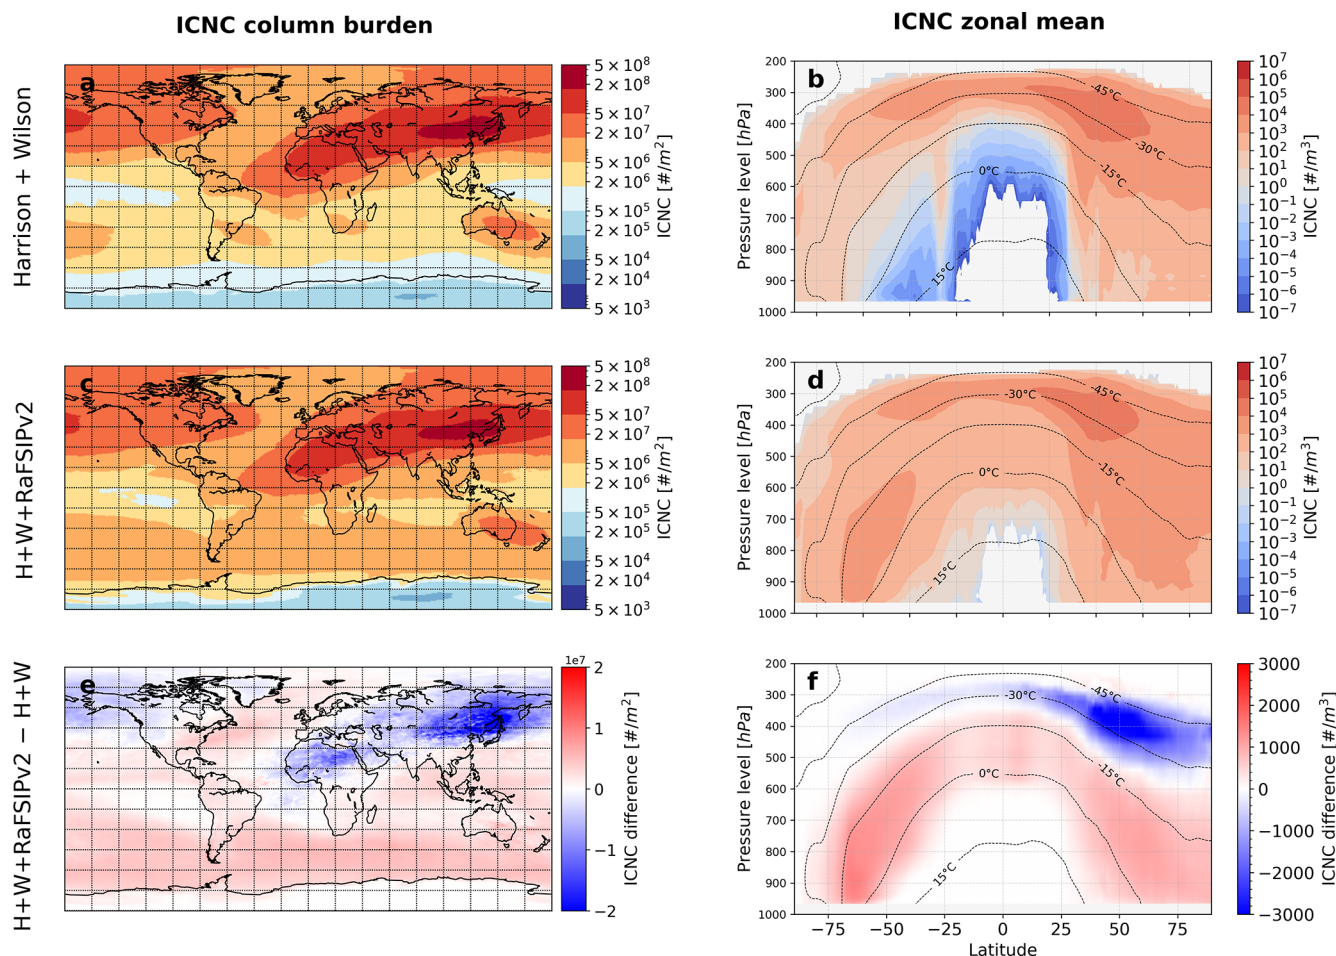 ICNC column burden
ICNC zonal mean
Harrison + Wilson
a
5 × 10⁸
2 × 10⁸
5 × 10⁷
2 × 10⁷
5 × 10⁶
2 × 10⁶
5 × 10⁵
2 × 10⁵
5 × 10⁴
2 × 10⁴
5 × 10³
ICNC [#/m²]
b
Pressure level [hPa]
200
300
400
500
600
700
800
900
1000
-45°C
-30°C
-15°C
0°C
15°C
10⁷
10⁶
10⁵
10⁴
10³
10²
10¹
10⁰
10⁻¹
10⁻²
10⁻³
10⁻⁴
10⁻⁵
10⁻⁶
10⁻⁷
ICNC [#/m³]
H+W+RaFSIPv2
c
5 × 10⁸
2 × 10⁸
5 × 10⁷
2 × 10⁷
5 × 10⁶
2 × 10⁶
5 × 10⁵
2 × 10⁵
5 × 10⁴
2 × 10⁴
5 × 10³
ICNC [#/m²]
d
Pressure level [hPa]
200
300
400
500
600
700
800
900
1000
-45°C
-30°C
-15°C
0°C
15°C
10⁷
10⁶
10⁵
10⁴
10³
10²
10¹
10⁰
10⁻¹
10⁻²
10⁻³
10⁻⁴
10⁻⁵
10⁻⁶
10⁻⁷
ICNC [#/m³]
H+W+RaFSIPv2 − H+W
e
1e7
2
1
0
−1
−2
ICNC difference [#/m²]
f
Pressure level [hPa]
200
300
400
500
600
700
800
900
1000
-45°C
-30°C
-15°C
0°C
15°C
−75
−50
−25
0
25
50
75
Latitude
3000
2000
1000
0
−1000
−2000
−3000
ICNC difference [#/m³]